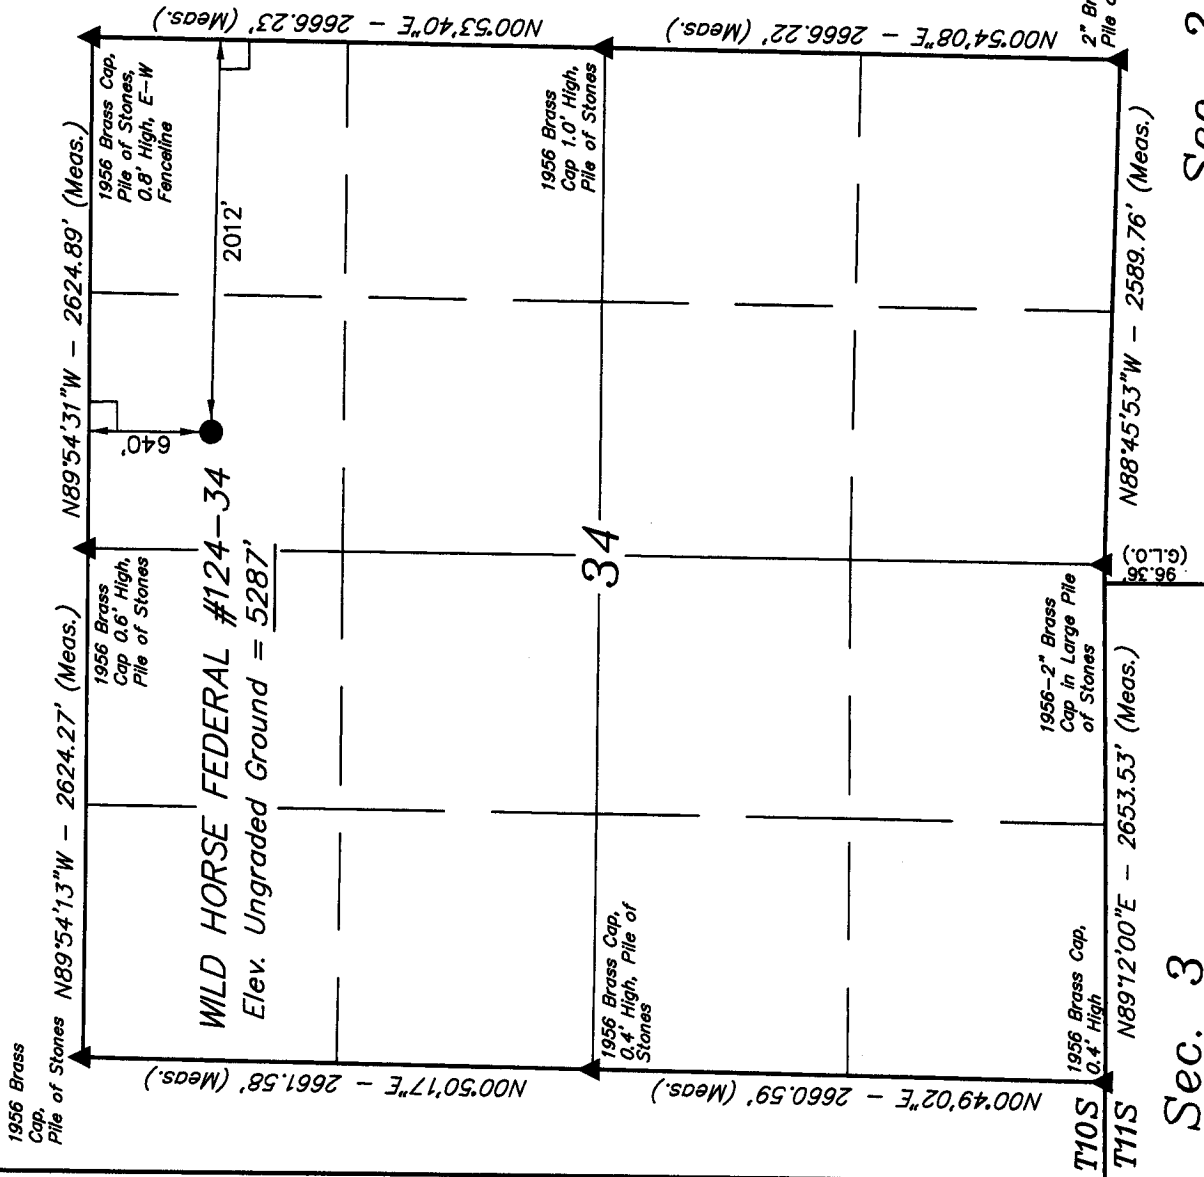 1956 Brass
Cap,
Pile of Stones
N89°54'13"W - 2624.27' (Meas.)
N89°54'31"W - 2624.89' (Meas.)
1956 Brass
Cap 0.6' High,
Pile of Stones
1956 Brass Cap,
Pile of Stones,
0.8' High, E-W
Fenceline
640'
2012'
WILD HORSE FEDERAL #124-34
Elev. Ungraded Ground = 5287'
N00°50'17"E - 2661.58' (Meas.)
N00°53'40"E - 2666.23' (Meas.)
1956 Brass
Cap 1.0' High,
Pile of Stones
34
1956 Brass Cap,
0.4' High, Pile of
Stones
N00°49'02"E - 2660.59' (Meas.)
N00°54'08"E - 2666.22' (Meas.)
1956-2" Brass
Cap in Large Pile
of Stones
1956 Brass Cap,
0.4' High
2"
Pile
T10S
T11S
N89°12'00"E - 2653.53' (Meas.)
96.36'
(G.L.O.)
N88°45'53"W - 2589.76' (Meas.)
Sec. 3
Sec. 2